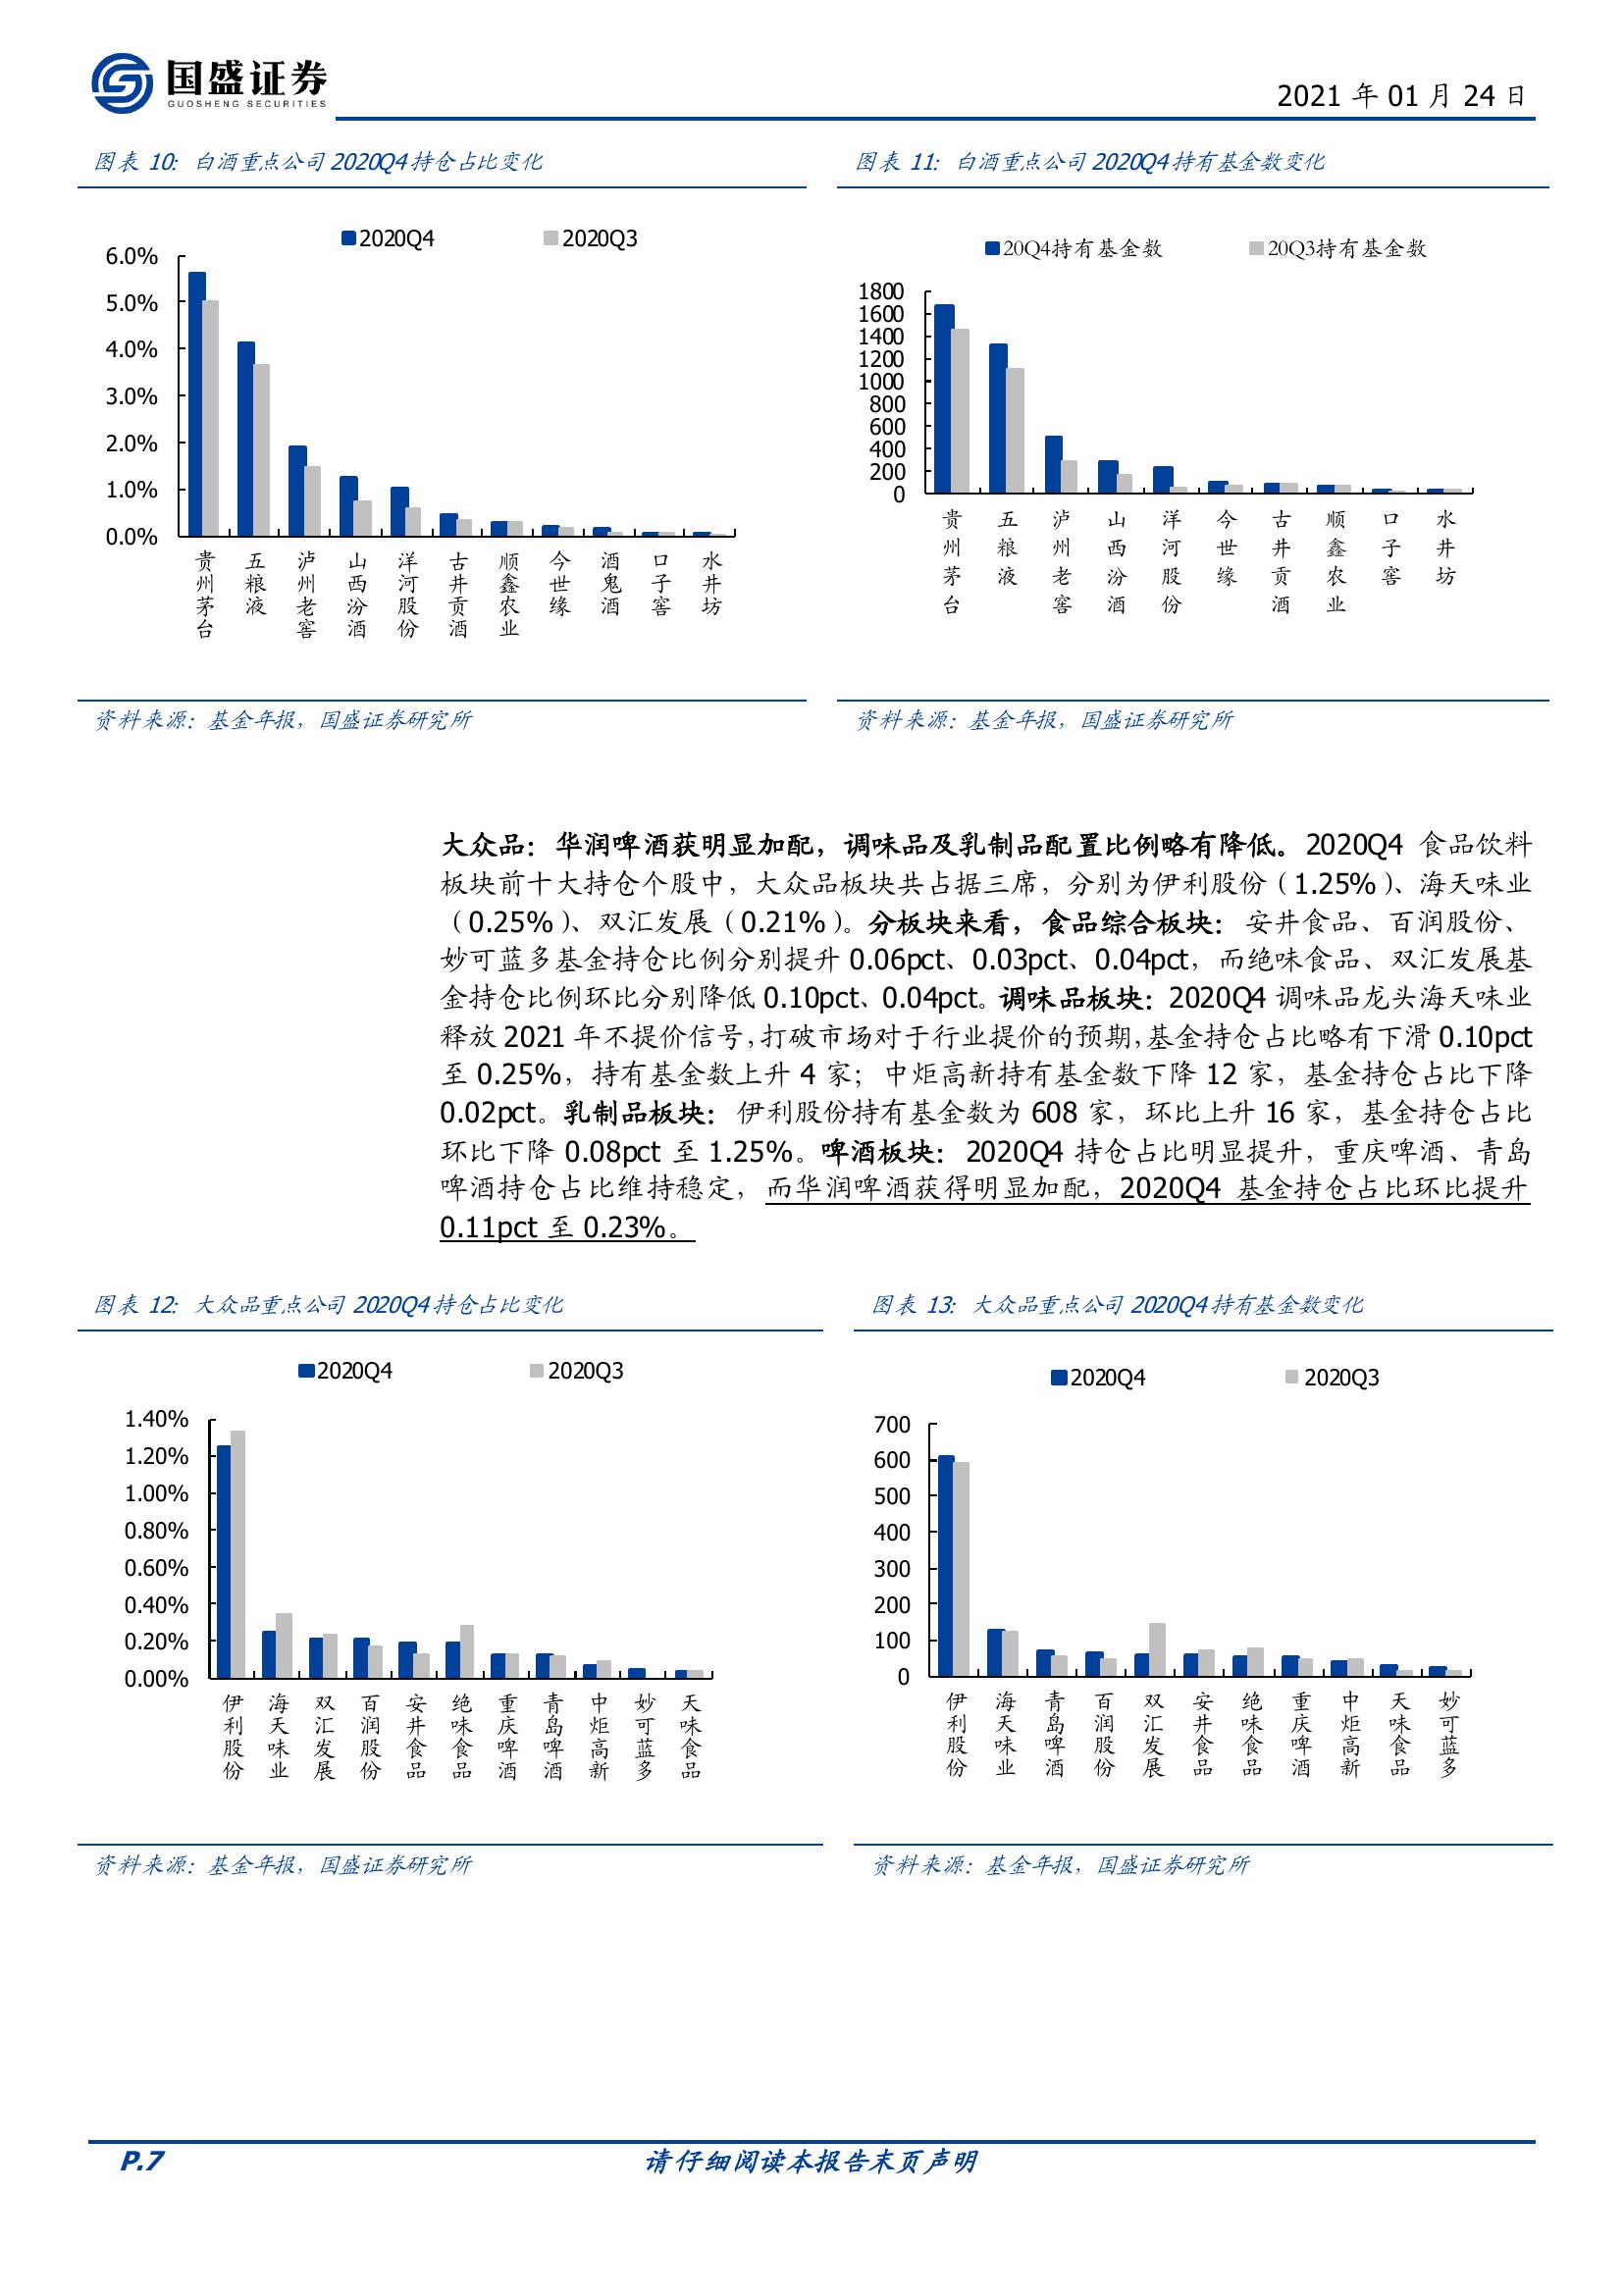 国盛证券
GUOSHENG SECURITIES
2021 年 01 月 24 日
图表 10: 白酒重点公司 2020Q4 持仓占比变化
2020Q4
2020Q3
6.0%
5.0%
4.0%
3.0%
2.0%
1.0%
0.0%
贵州茅台
五粮液
泸州老窖
山西汾酒
洋河股份
古井贡酒
顺鑫农业
今世缘
酒鬼酒
口子窖
水井坊
资料来源：基金年报，国盛证券研究所
图表 11: 白酒重点公司 2020Q4 持有基金数变化
20Q4持有基金数
20Q3持有基金数
1800
1600
1400
1200
1000
800
600
400
200
0
贵州茅台
五粮液
泸州老窖
山西汾酒
洋河股份
今世缘
古井贡酒
顺鑫农业
口子窖
水井坊
资料来源：基金年报，国盛证券研究所
大众品：华润啤酒获明显加配，调味品及乳制品配置比例略有降低。2020Q4 食品饮料
板块前十大持仓个股中，大众品板块共占据三席，分别为伊利股份（1.25%）、海天味业
（0.25%）、双汇发展（0.21%）。分板块来看，食品综合板块：安井食品、百润股份、
妙可蓝多基金持仓比例分别提升 0.06pct、0.03pct、0.04pct，而绝味食品、双汇发展基
金持仓比例环比分别降低 0.10pct、0.04pct。调味品板块：2020Q4 调味品龙头海天味业
释放 2021 年不提价信号，打破市场对于行业提价的预期，基金持仓占比略有下滑 0.10pct
至 0.25%，持有基金数上升 4 家；中炬高新持有基金数下降 12 家，基金持仓占比下降
0.02pct。乳制品板块：伊利股份持有基金数为 608 家，环比上升 16 家，基金持仓占比
环比下降 0.08pct 至 1.25%。啤酒板块：2020Q4 持仓占比明显提升，重庆啤酒、青岛
啤酒持仓占比维持稳定，而华润啤酒获得明显加配，2020Q4 基金持仓占比环比提升
0.11pct 至 0.23%。
图表 12: 大众品重点公司 2020Q4 持仓占比变化
2020Q4
2020Q3
1.40%
1.20%
1.00%
0.80%
0.60%
0.40%
0.20%
0.00%
伊利股份
海天味业
双汇发展
百润股份
安井食品
绝味食品
重庆啤酒
青岛啤酒
中炬高新
妙可蓝多
天味食品
资料来源：基金年报，国盛证券研究所
图表 13: 大众品重点公司 2020Q4 持有基金数变化
2020Q4
2020Q3
700
600
500
400
300
200
100
0
伊利股份
海天味业
青岛啤酒
百润股份
双汇发展
安井食品
绝味食品
重庆啤酒
中炬高新
天味食品
妙可蓝多
资料来源：基金年报，国盛证券研究所
P.7
请仔细阅读本报告末页声明